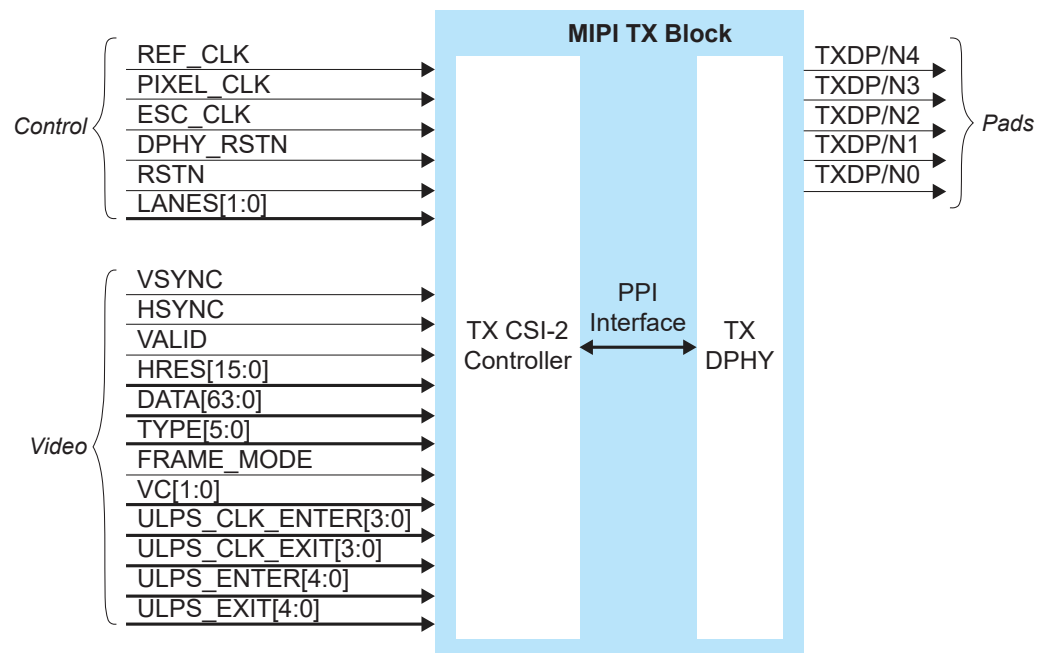 MIPI TX Block
Control
REF_CLK
PIXEL_CLK
ESC_CLK
DPHY_RSTN
RSTN
LANES[1:0]
Video
VSYNC
HSYNC
VALID
HRES[15:0]
DATA[63:0]
TYPE[5:0]
FRAME_MODE
VC[1:0]
ULPS_CLK_ENTER[3:0]
ULPS_CLK_EXIT[3:0]
ULPS_ENTER[4:0]
ULPS_EXIT[4:0]
TX CSI-2
Controller
PPI
Interface
TX
DPHY
TXDP/N4
TXDP/N3
TXDP/N2
TXDP/N1
TXDP/N0
Pads